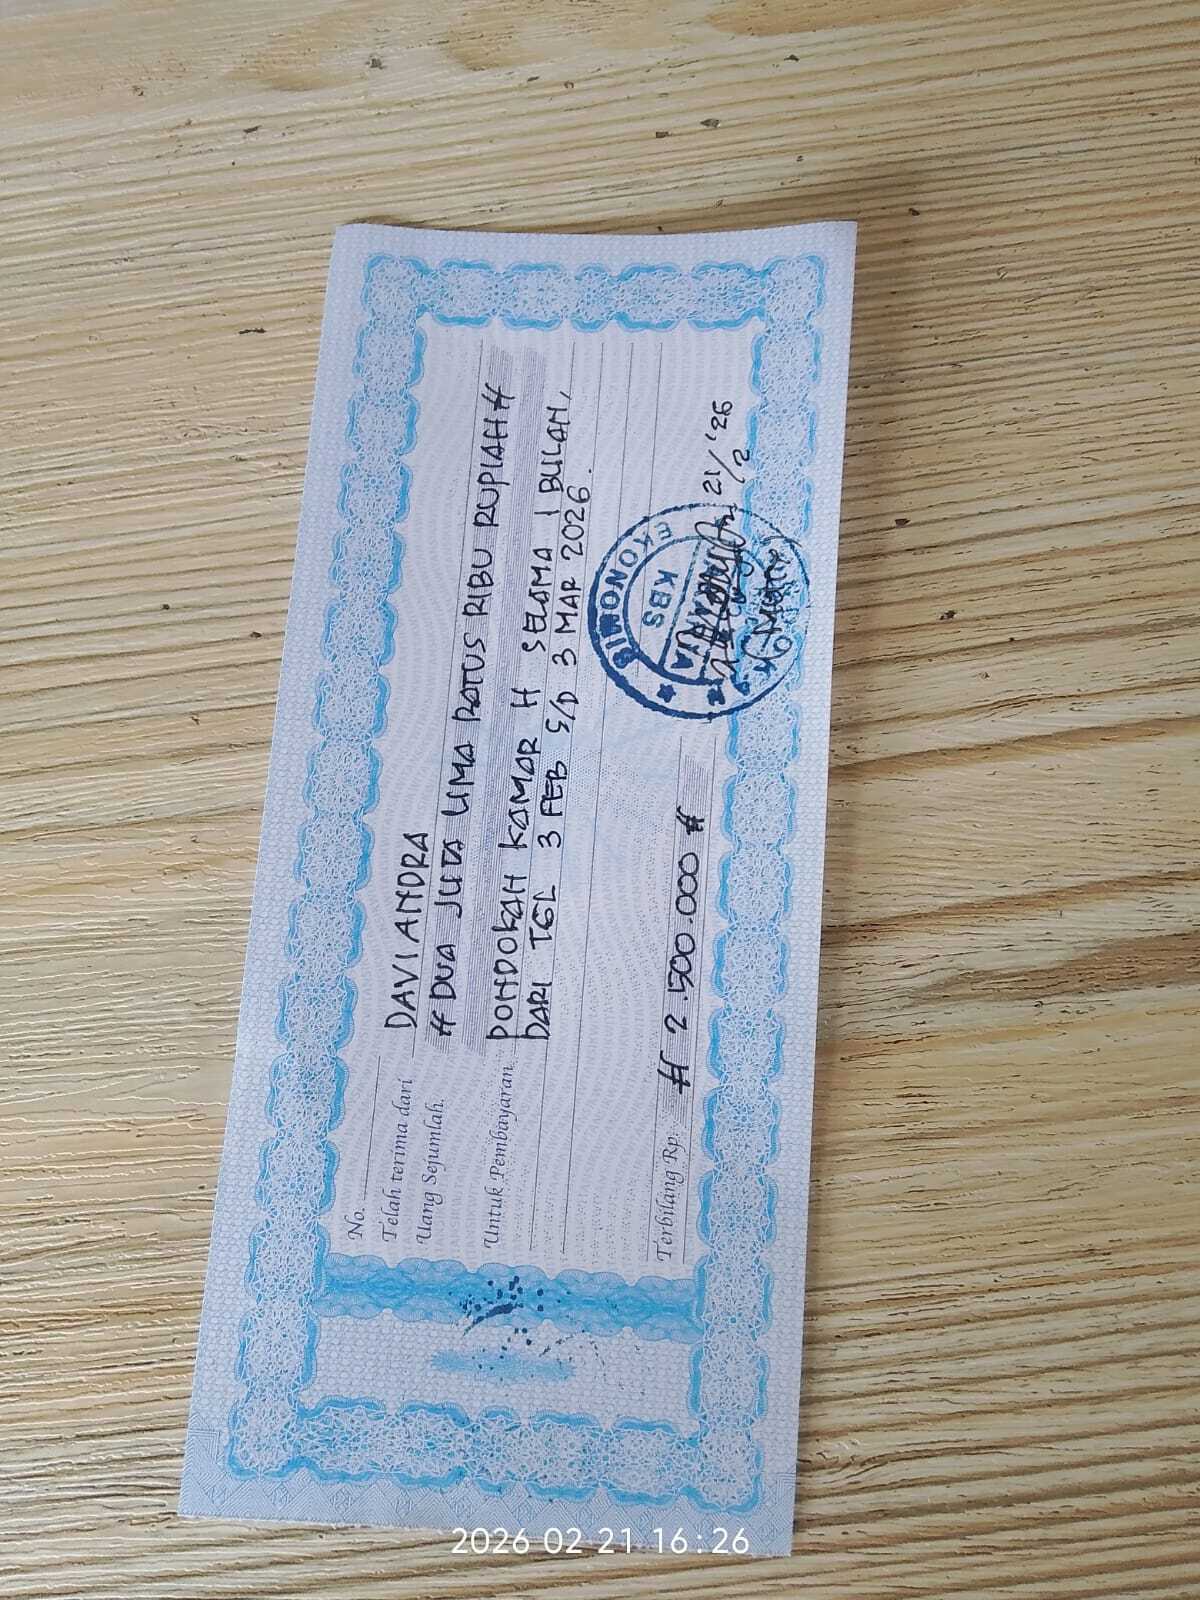 No.
Telah terima dari DAVI ANDRA
Uang Sejumlah. # DUA JUTA LIMA RATUS RIBU RUPIAH #
Untuk Pembayaran PONDOKAN KAMAR H SELAMA 1 BULAN,
DARI TGL 3 FEB S/D 3 MAR 2026.
Terbilang Rp. # 2.500.000 #
21/2 '26
EKONOMIS
KBS
2026 02 21 16:26